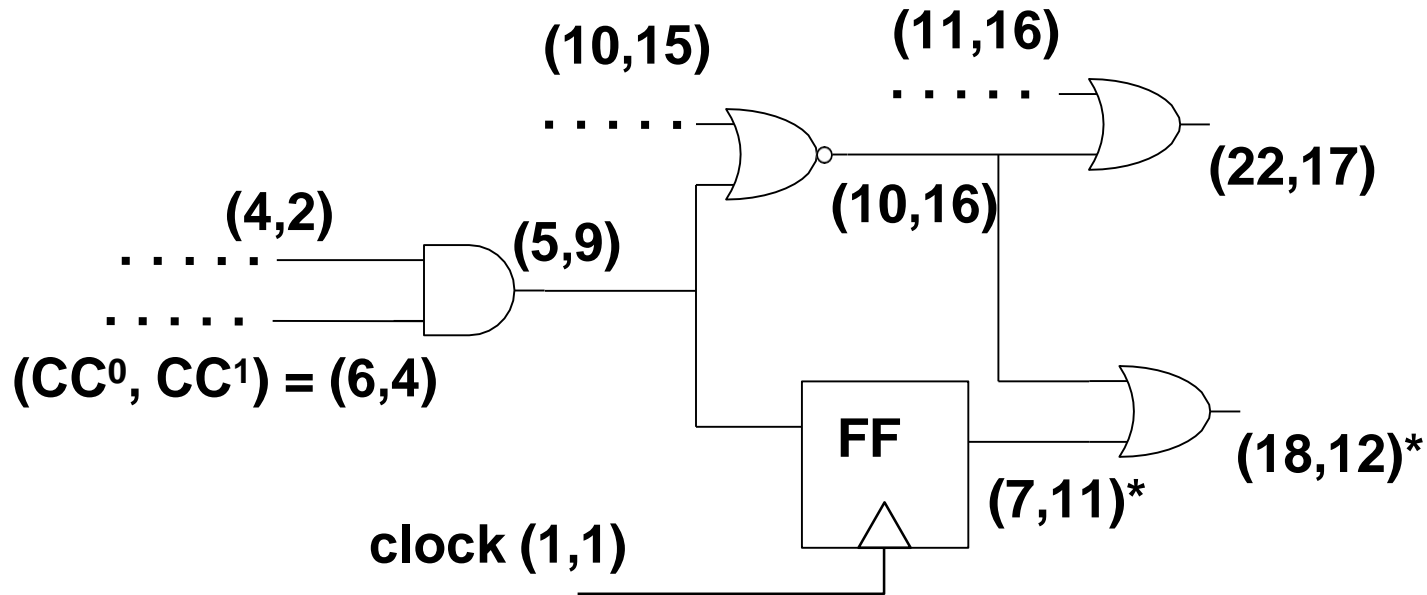 (10,15)
(11,16)
(22,17)
(10,16)
(4,2)
(5,9)
(CC⁰, CC¹) = (6,4)
FF
(18,12)*
(7,11)*
clock (1,1)